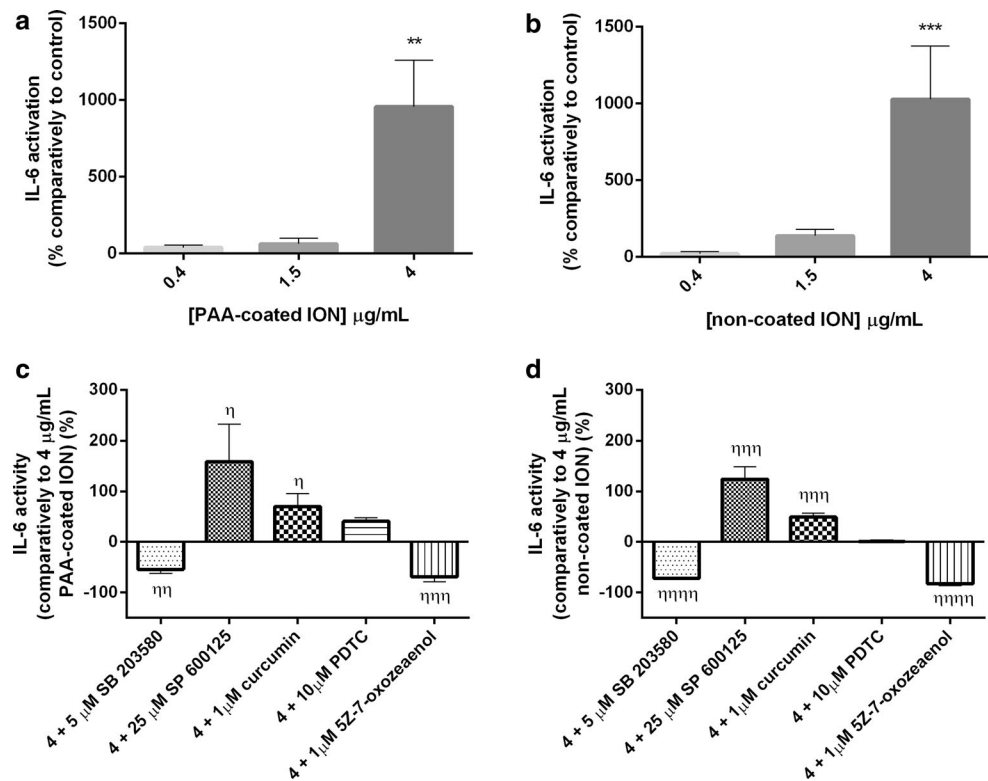 a
IL-6 activation
(% comparatively to control)
1500
1000
500
0
**
0.4
1.5
4
[PAA-coated ION] μg/mL
b
IL-6 activation
(% comparatively to control)
1500
1000
500
0
***
0.4
1.5
4
[non-coated ION] μg/mL
c
IL-6 activity
(comparatively to 4 μg/mL
PAA-coated ION) (%)
300
200
100
0
-100
ηη
η
η
ηηη
4 + 5 μM SB 203580
4 + 25 μM SP 600125
4 + 1μM curcumin
4 + 10μM PDTC
4 + 1μM 5Z-7-oxozeaenol
d
IL-6 activity
(comparatively to 4 μg/mL
non-coated ION) (%)
300
200
100
0
-100
ηηηη
ηηη
ηηη
ηηηη
4 + 5 μM SB 203580
4 + 25 μM SP 600125
4 + 1μM curcumin
4 + 10μM PDTC
4 + 1μM 5Z-7-oxozeaenol